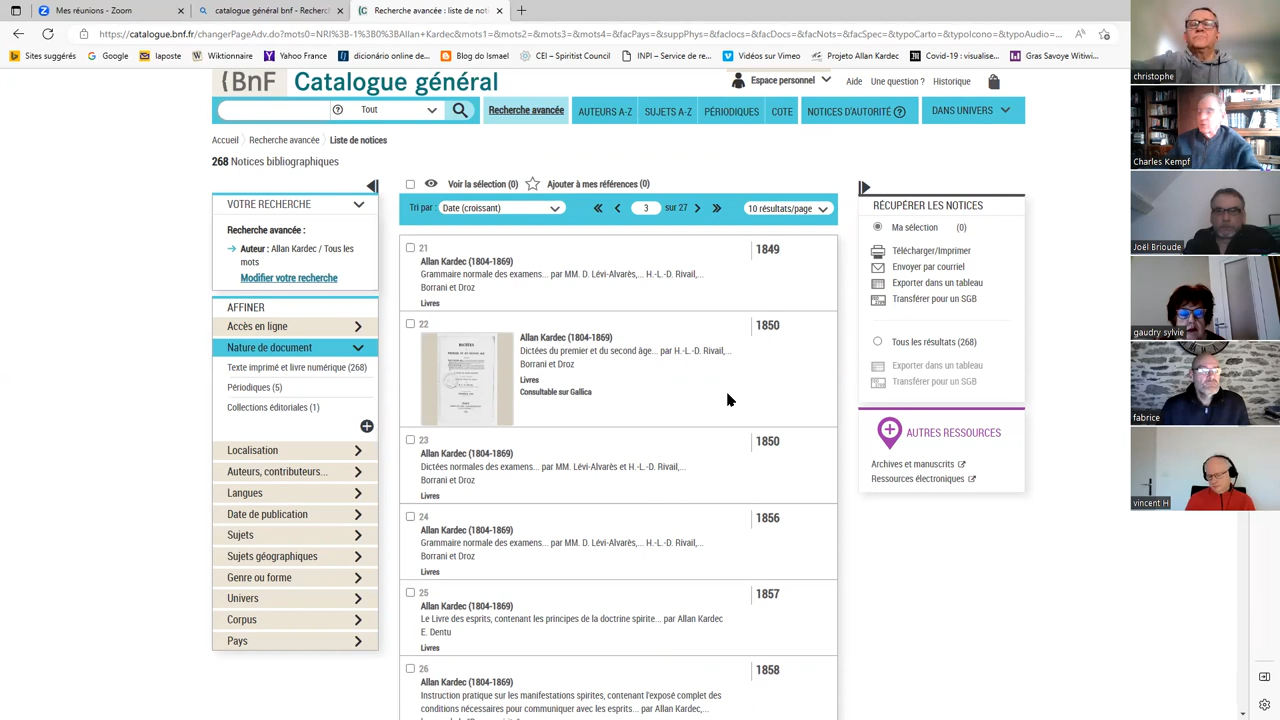 Mes réunions - Zoom
catalogue général bnf - Recherch
Recherche avancée : liste de noti
https://catalogue.bnf.fr/changerPageAdv.do?mots0=NRI%3B-1%3B0%3BAllan+Kardec&mots1=&mots2=&mots3=&mots4=&facPays=&suppPhys=&faclocs=&facDocs=&facNots=&facSpec=&typoCarto=&typoIcono=&typoAudio=...
Sites suggérés
Google
laposte
Wiktionnaire
Yahoo France
dicionário online de...
Blog do Ismael
CEI – Spiritist Council
INPI – Service de re...
Vidéos sur Vimeo
Projeto Allan Kardec
Covid-19 : visualise...
Gras Savoye Witiwi...
{BnF Catalogue général
Espace personnel
Aide
Une question ?
Historique
Tout
Recherche avancée
AUTEURS A-Z
SUJETS A-Z
PÉRIODIQUES
COTE
NOTICES D'AUTORITÉ
DANS UNIVERS
Accueil
Recherche avancée
Liste de notices
268 Notices bibliographiques
VOTRE RECHERCHE
Recherche avancée :
Auteur : Allan Kardec / Tous les
mots
Modifier votre recherche
AFFINER
Accès en ligne
Nature de document
Texte imprimé et livre numérique (268)
Périodiques (5)
Collections éditoriales (1)
Localisation
Auteurs, contributeurs...
Langues
Date de publication
Sujets
Sujets géographiques
Genre ou forme
Univers
Corpus
Pays
Voir la sélection (0)
Ajouter à mes références (0)
Tri par :
Date (croissant)
3
sur 27
10 résultats/page
21
Allan Kardec (1804-1869)
1849
Grammaire normale des examens... par MM. D. Lévi-Alvarès,... H.-L.-D. Rivail,...
Borrani et Droz
Livres
22
Allan Kardec (1804-1869)
1850
Dictées du premier et du second âge... par H.-L.-D. Rivail,...
Borrani et Droz
Livres
Consultable sur Gallica
23
Allan Kardec (1804-1869)
1850
Dictées normales des examens... par MM. Lévi-Alvarès et H.-L.-D. Rivail,...
Borrani et Droz
Livres
24
Allan Kardec (1804-1869)
1856
Grammaire normale des examens... par MM. D. Lévi-Alvarès,... H.-L.-D. Rivail,...
Borrani et Droz
Livres
25
Allan Kardec (1804-1869)
1857
Le Livre des esprits, contenant les principes de la doctrine spirite... par Allan Kardec
E. Dentu
Livres
26
Allan Kardec (1804-1869)
1858
Instruction pratique sur les manifestations spirites, contenant l'exposé complet des
conditions nécessaires pour communiquer avec les esprits... par Allan Kardec,...
RÉCUPÉRER LES NOTICES
Ma sélection (0)
Télécharger/Imprimer
Envoyer par courriel
Exporter dans un tableau
Transférer pour un SGB
Tous les résultats (268)
Exporter dans un tableau
Transférer pour un SGB
AUTRES RESSOURCES
Archives et manuscrits
Ressources électroniques
christophe
Charles Kempf
Joël Brioude
gaudry sylvie
fabrice
vincent H